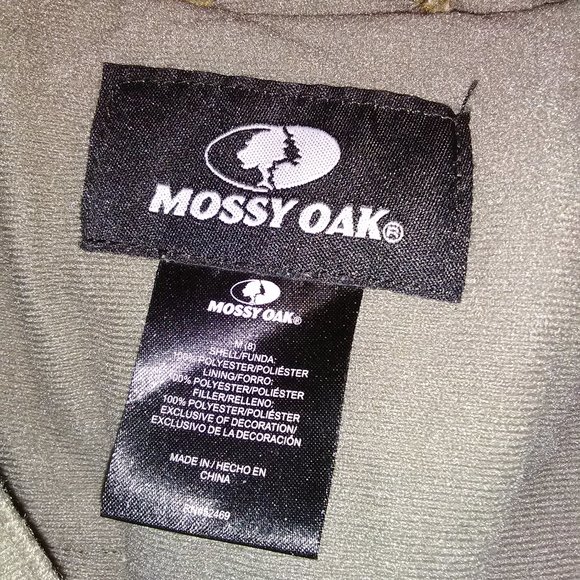 MOSSY OAK®
MOSSY OAK®
M (8)
SHELL/FUNDA:
100% POLYESTER/POLIÉSTER
LINING/FORRO:
100% POLYESTER/POLIÉSTER
FILLER/RELLENO:
100% POLYESTER/POLIÉSTER
EXCLUSIVE OF DECORATION/
EXCLUSIVO DE LA DECORACIÓN
MADE IN / HECHO EN
CHINA